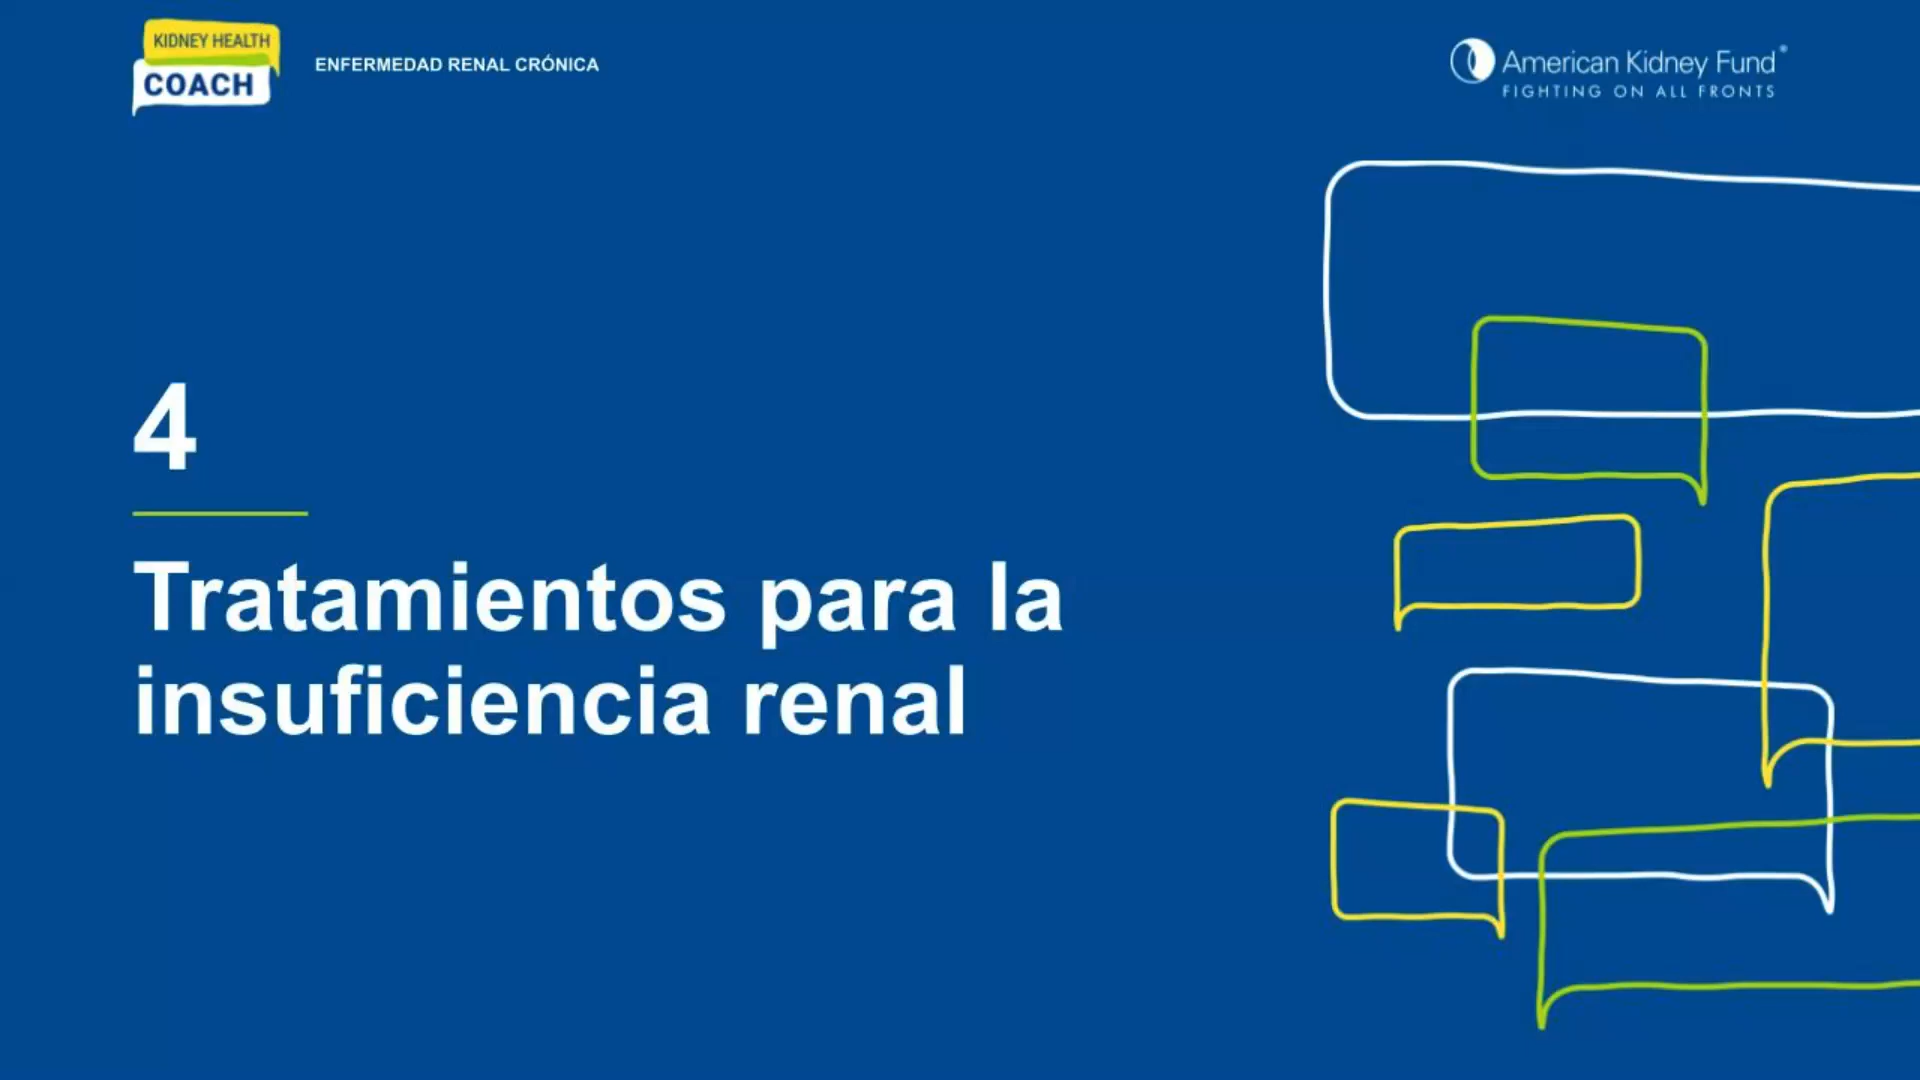 KIDNEY HEALTH
COACH
ENFERMEDAD RENAL CRÓNICA
American Kidney Fund®
FIGHTING ON ALL FRONTS
4
Tratamientos para la
insuficiencia renal